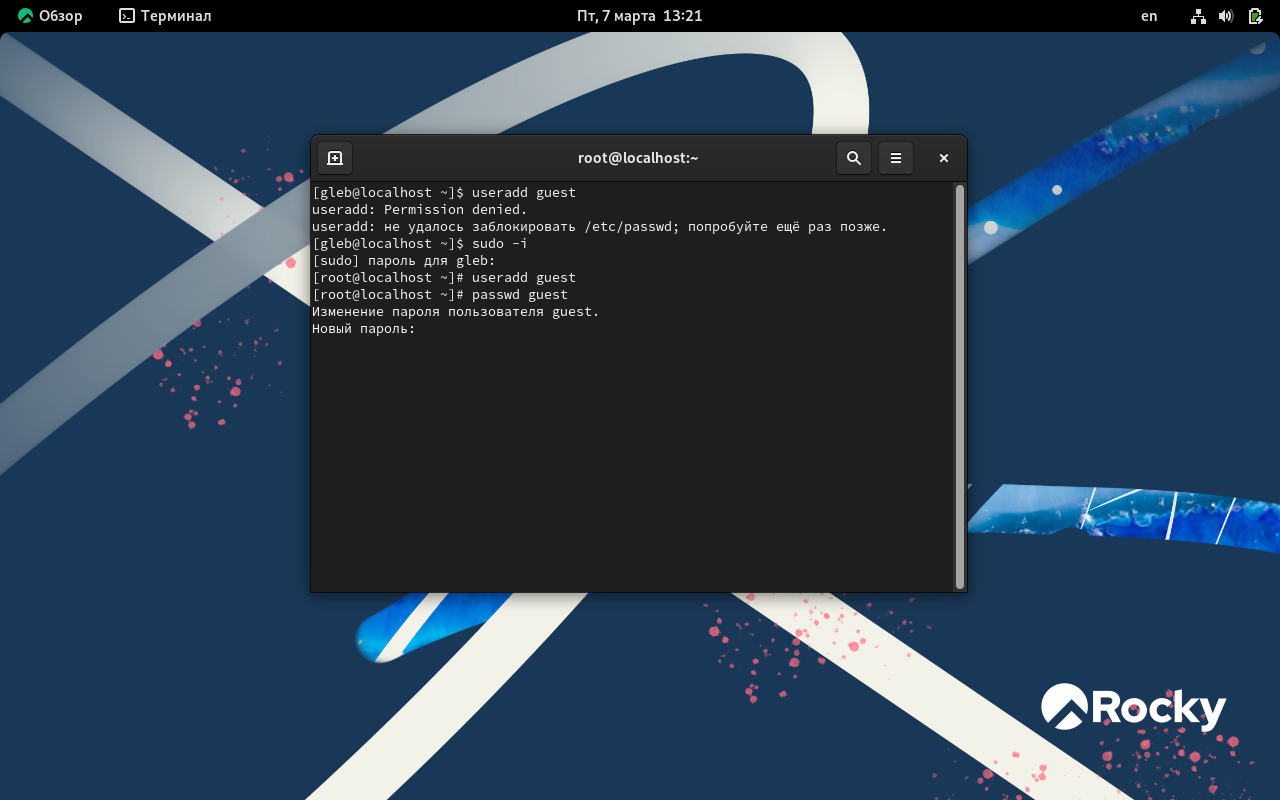 Обзор
Терминал
Пт, 7 марта 13:21
en
root@localhost:~
[gleb@localhost ~]$ useradd guest
useradd: Permission denied.
useradd: не удалось заблокировать /etc/passwd; попробуйте ещё раз позже.
[gleb@localhost ~]$ sudo -i
[sudo] пароль для gleb:
[root@localhost ~]# useradd guest
[root@localhost ~]# passwd guest
Изменение пароля пользователя guest.
Новый пароль:
Rocky